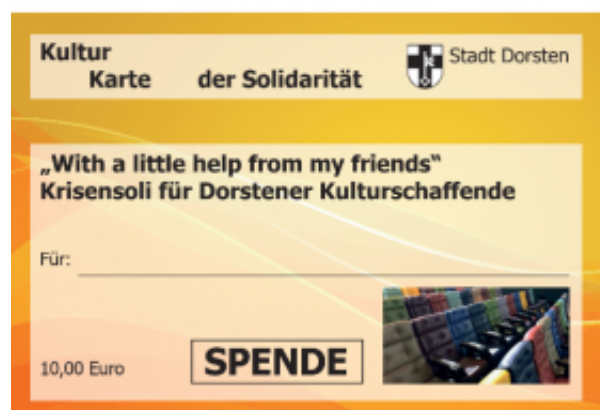 Kultur
Karte der Solidarität
Stadt Dorsten
„With a little help from my friends“
Krisensoli für Dorstener Kulturschaffende
Für:
10,00 Euro
SPENDE